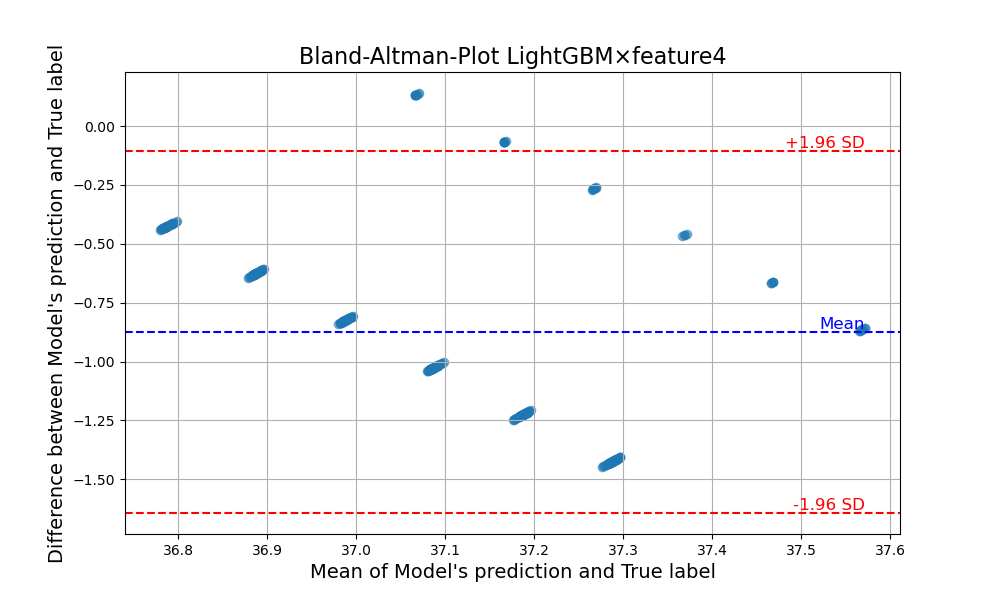 Bland-Altman-Plot LightGBM×feature4
Difference between Model's prediction and True label
0.00
−0.25
−0.50
−0.75
−1.00
−1.25
−1.50
+1.96 SD
Mean
-1.96 SD
36.8 36.9 37.0 37.1 37.2 37.3 37.4 37.5 37.6
Mean of Model's prediction and True label